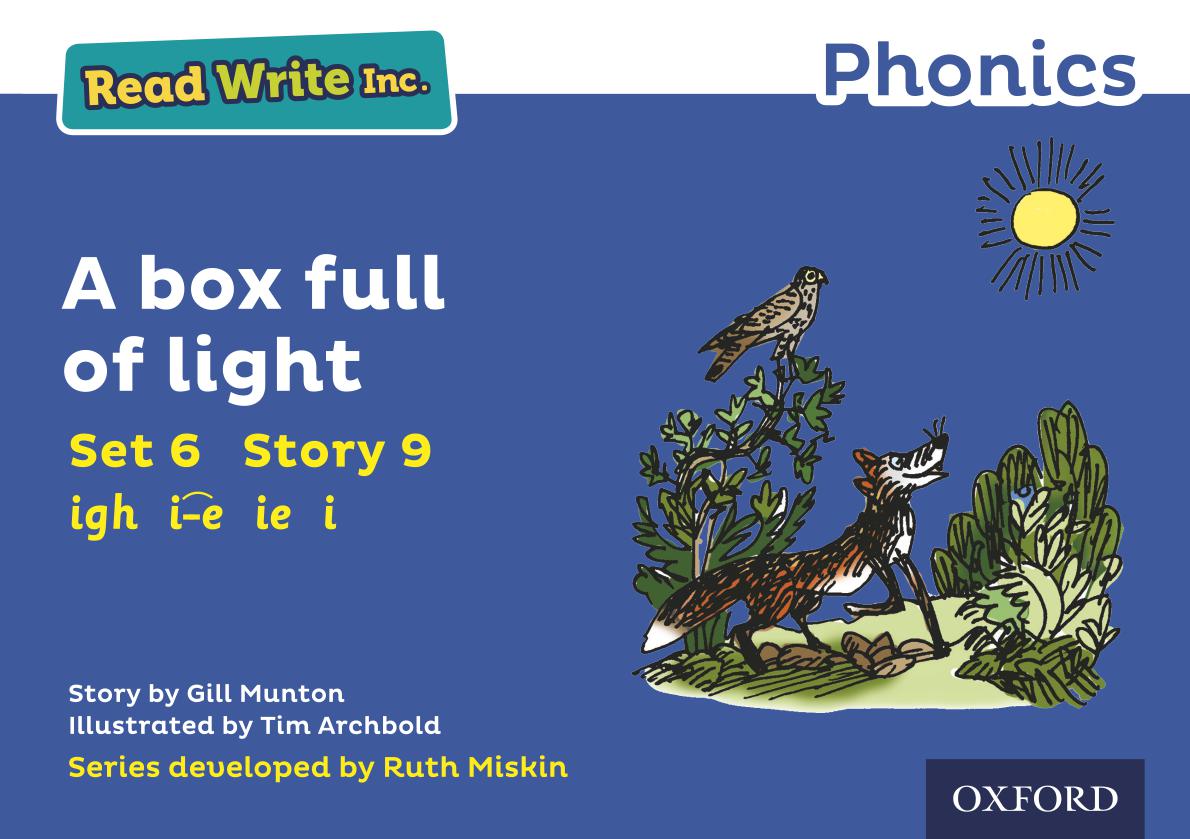 Read Write Inc.
Phonics
A box full
of light
Set 6 Story 9
igh i-e ie i
Story by Gill Munton
Illustrated by Tim Archbold
Series developed by Ruth Miskin
OXFORD